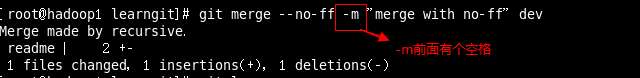 [root@hadoop1 learngit]# git merge --no-ff -m "merge with no-ff" dev
Merge made by recursive.
readme |    2 +-
1 files changed, 1 insertions(+), 1 deletions(-)
-m前面有个空格